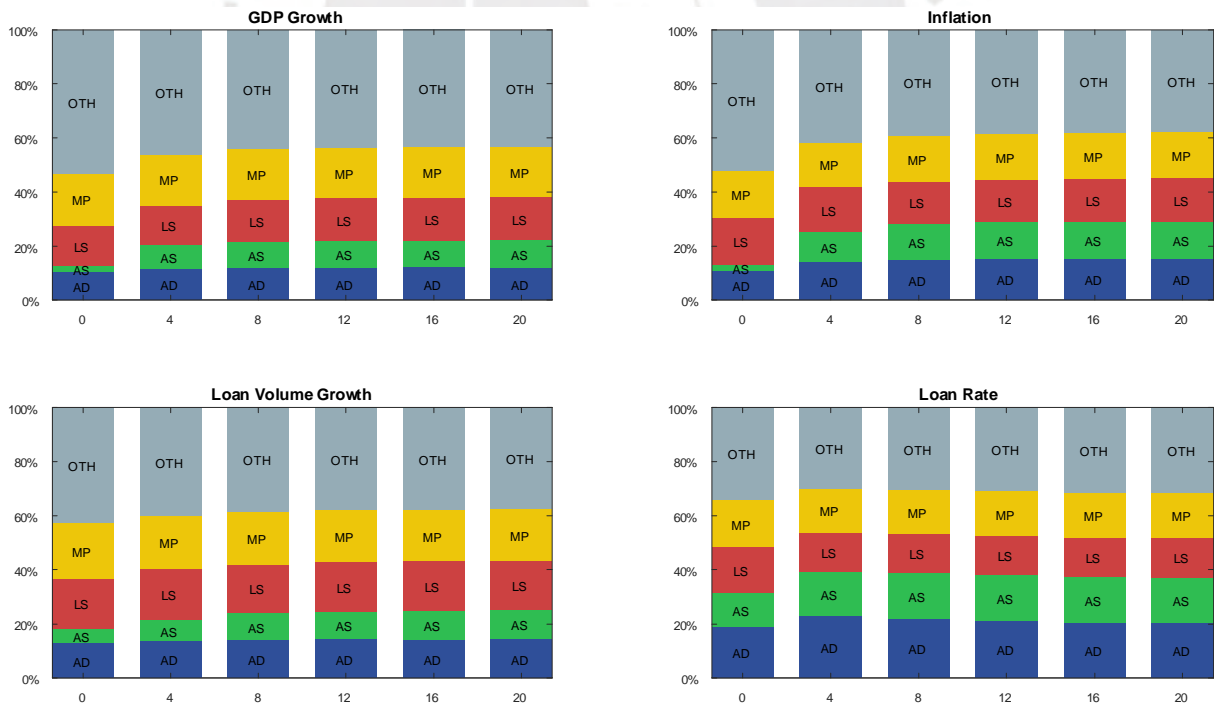 GDP Growth
100%
80%
60%
40%
20%
0%
OTH OTH OTH OTH OTH OTH
MP MP MP MP MP MP
LS LS LS LS LS LS
AS AS AS AS AS AS
AD AD AD AD AD AD
0 4 8 12 16 20
Inflation
100%
80%
60%
40%
20%
0%
OTH OTH OTH OTH OTH OTH
MP MP MP MP MP MP
LS LS LS LS LS LS
AS AS AS AS AS AS
AD AD AD AD AD AD
0 4 8 12 16 20
Loan Volume Growth
100%
80%
60%
40%
20%
0%
OTH OTH OTH OTH OTH OTH
MP MP MP MP MP MP
LS LS LS LS LS LS
AS AS AS AS AS AS
AD AD AD AD AD AD
0 4 8 12 16 20
Loan Rate
100%
80%
60%
40%
20%
0%
OTH OTH OTH OTH OTH OTH
MP MP MP MP MP MP
LS LS LS LS LS LS
AS AS AS AS AS AS
AD AD AD AD AD AD
0 4 8 12 16 20